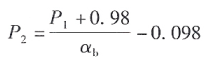 P₂ = (P₁ + 0.98) / α_b − 0.098